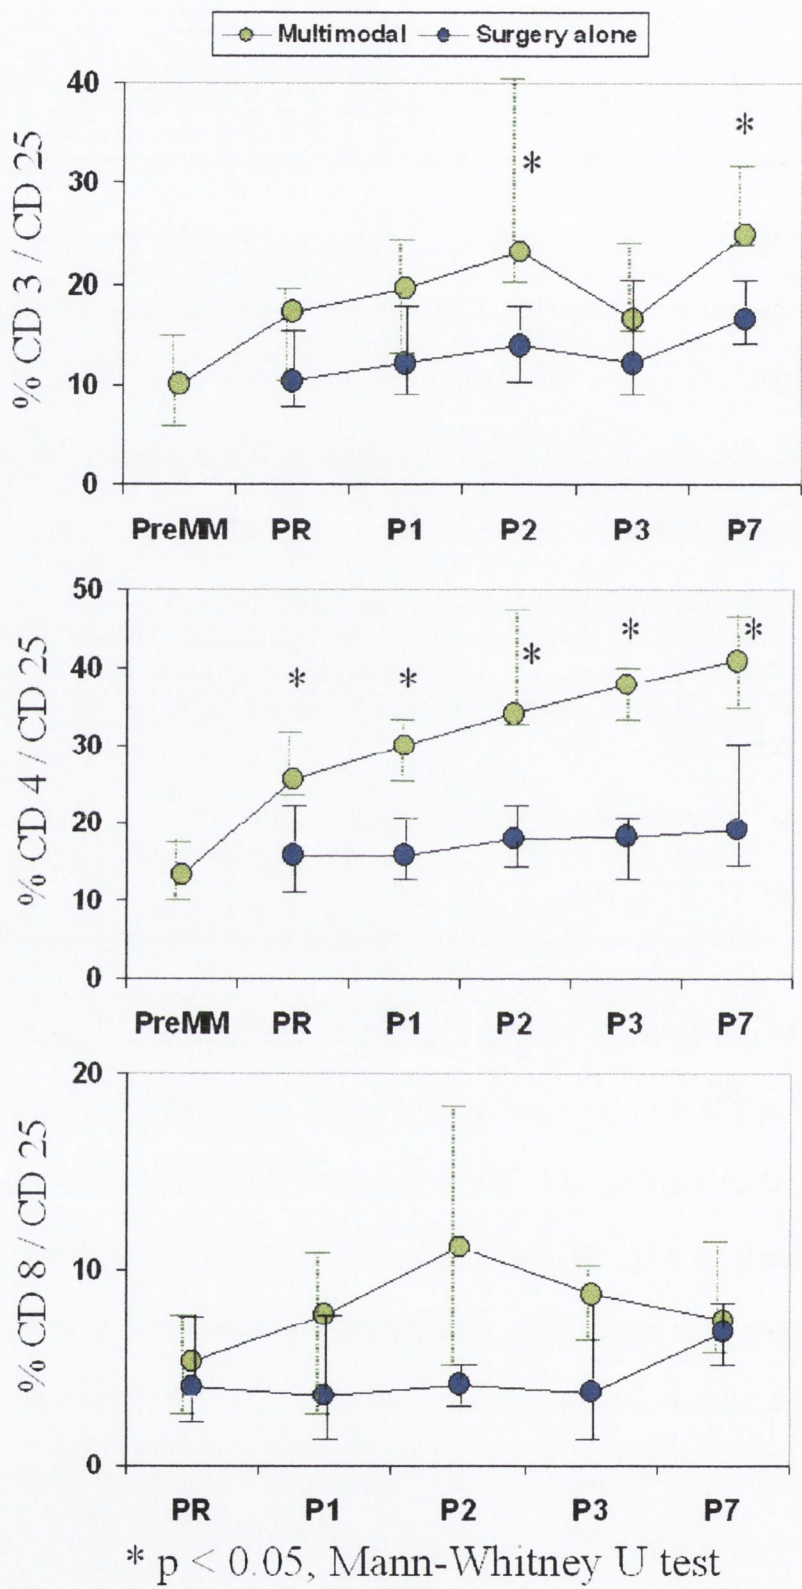 Multimodal Surgery alone
% CD 3 / CD 25
40
30
20
10
0
PreMM PR P1 P2 P3 P7
* *
% CD 4 / CD 25
50
40
30
20
10
0
PreMM PR P1 P2 P3 P7
* * * * *
% CD 8 / CD 25
20
10
0
PR P1 P2 P3 P7
* p < 0.05, Mann-Whitney U test